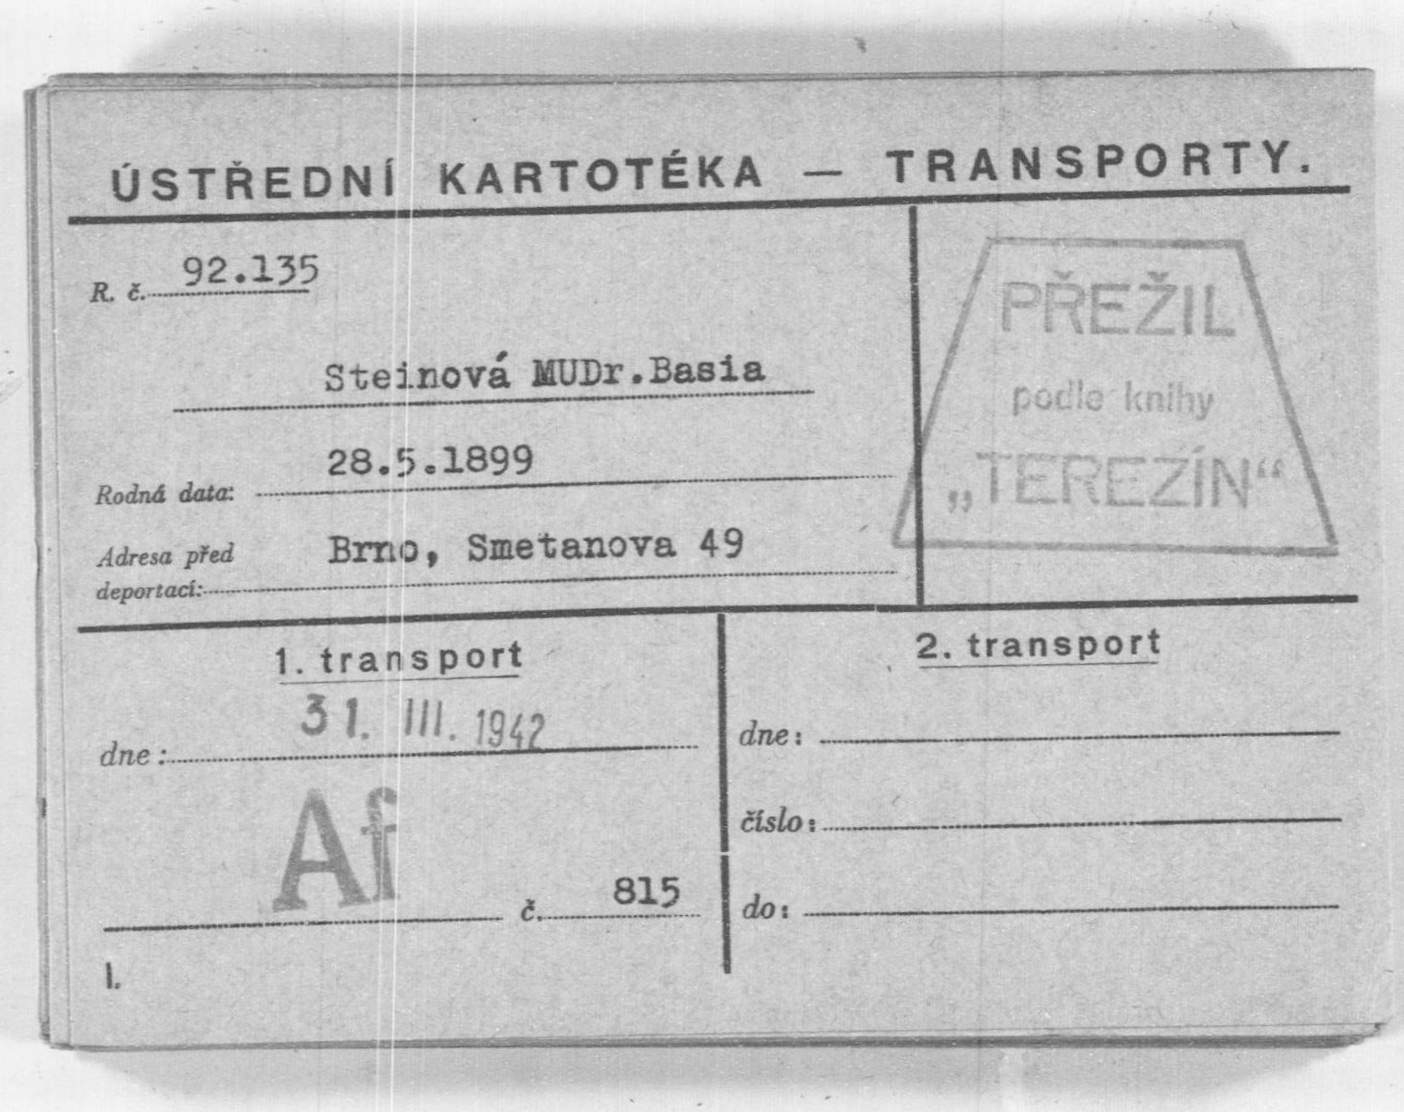 ÚSTŘEDNÍ KARTOTÉKA — TRANSPORTY.
R. č. 92.135
Steinová MUDr.Basia
Rodná data: 28.5.1899
Adresa před
deportací: Brno, Smetanova 49
PŘEŽIL
podle knihy
„TEREZÍN“
1. transport
dne: 31. III. 1942
Af
č. 815
I.
2. transport
dne:
číslo:
do: